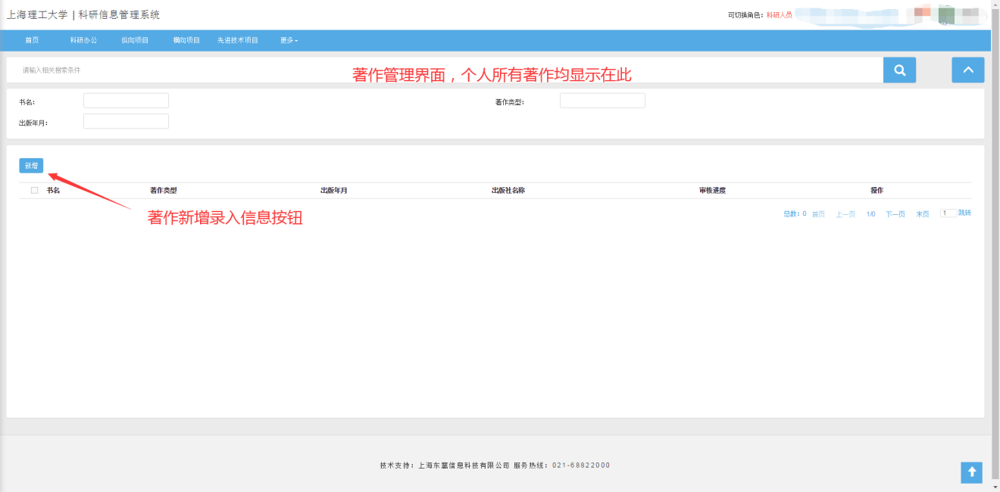 上海理工大学 | 科研信息管理系统
可切换角色：科研人员
首页 科研办公 纵向项目 横向项目 先进技术项目 更多
请输入相关搜索条件
著作管理界面，个人所有著作均显示在此
书名： 著作类型：
出版年月：
新增
书名 著作类型 出版年月 出版社名称 审核进度 操作
总数：0 首页 上一页 1/0 下一页 末页 1 跳转
著作新增录入信息按钮
技术支持：上海东篮信息科技有限公司 服务热线：021-68822000